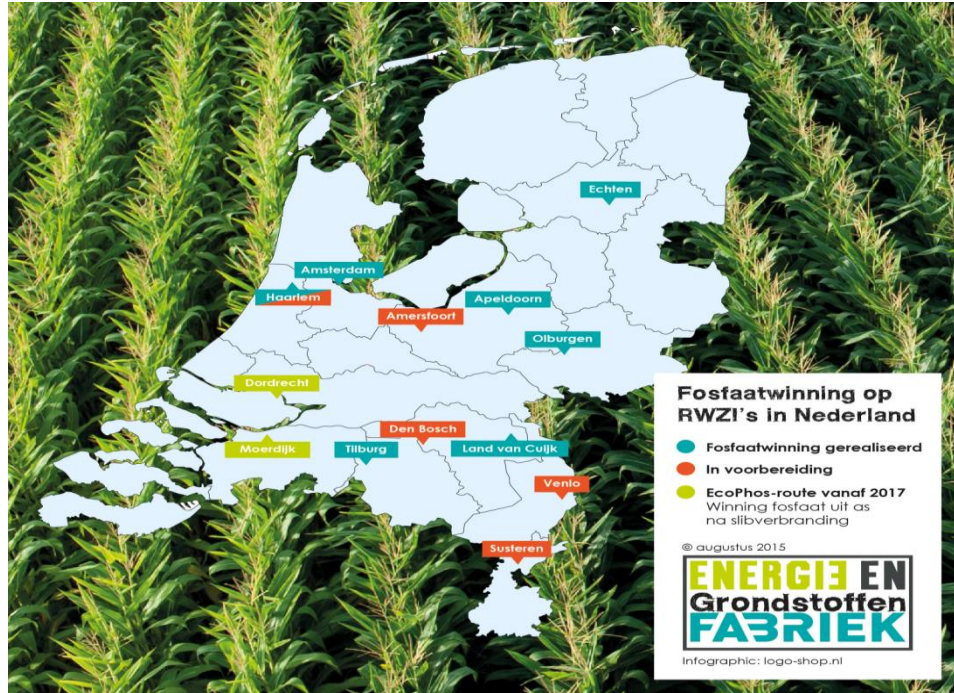 Echten
Amsterdam
Haarlem
Apeldoorn
Amersfoort
Olburgen
Dordrecht
Den Bosch
Moerdijk
Tilburg
Land van Cuijk
Venlo
Susteren
Fosfaatwinning op
RWZI's in Nederland
Fosfaatwinning gerealiseerd
In voorbereiding
EcoPhos-route vanaf 2017
Winning fosfaat uit as
na slibverbranding
© augustus 2015
ENERGIE EN
Grondstoffen
FABRIEK
Infographic: logo-shop.nl